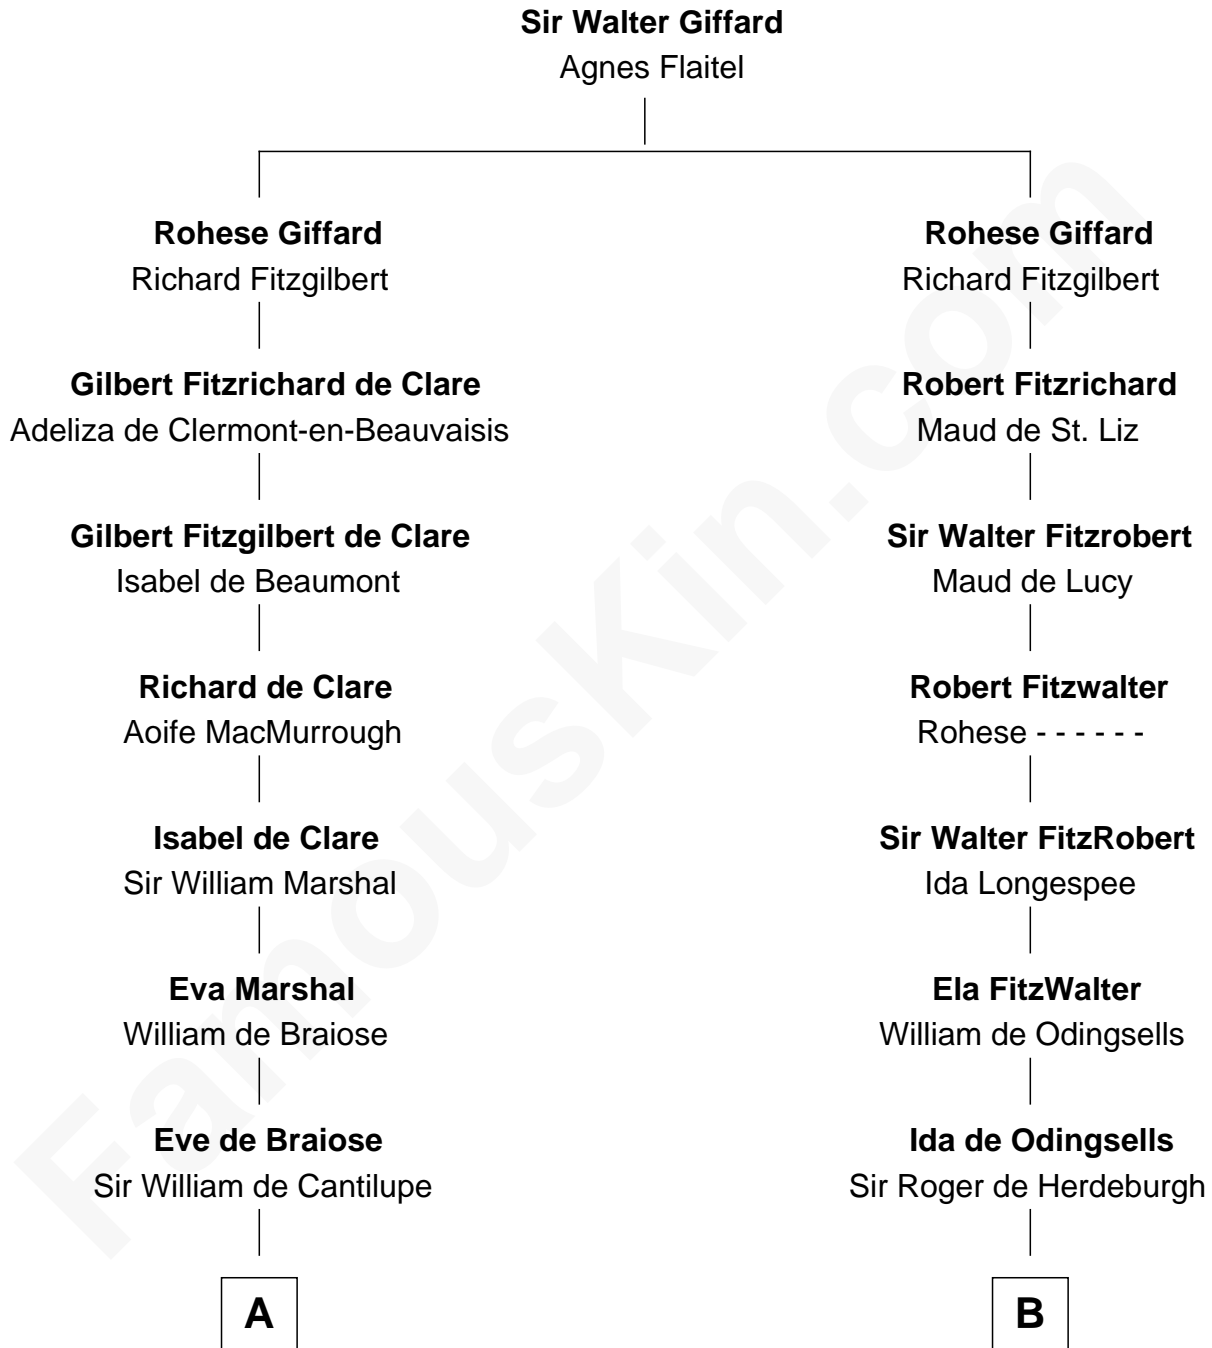 Sir Walter Giffard
Agnes Flaitel
Rohese Giffard
Richard Fitzgilbert
Gilbert Fitzrichard de Clare
Adeliza de Clermont-en-Beauvaisis
Gilbert Fitzgilbert de Clare
Isabel de Beaumont
Richard de Clare
Aoife MacMurrough
Isabel de Clare
Sir William Marshal
Eva Marshal
William de Braiose
Eve de Braiose
Sir William de Cantilupe
A
Rohese Giffard
Richard Fitzgilbert
Robert Fitzrichard
Maud de St. Liz
Sir Walter Fitzrobert
Maud de Lucy
Robert Fitzwalter
Rohese - - - - - -
Sir Walter FitzRobert
Ida Longespee
Ela FitzWalter
William de Odingsells
Ida de Odingsells
Sir Roger de Herdeburgh
B
FamousKin.com